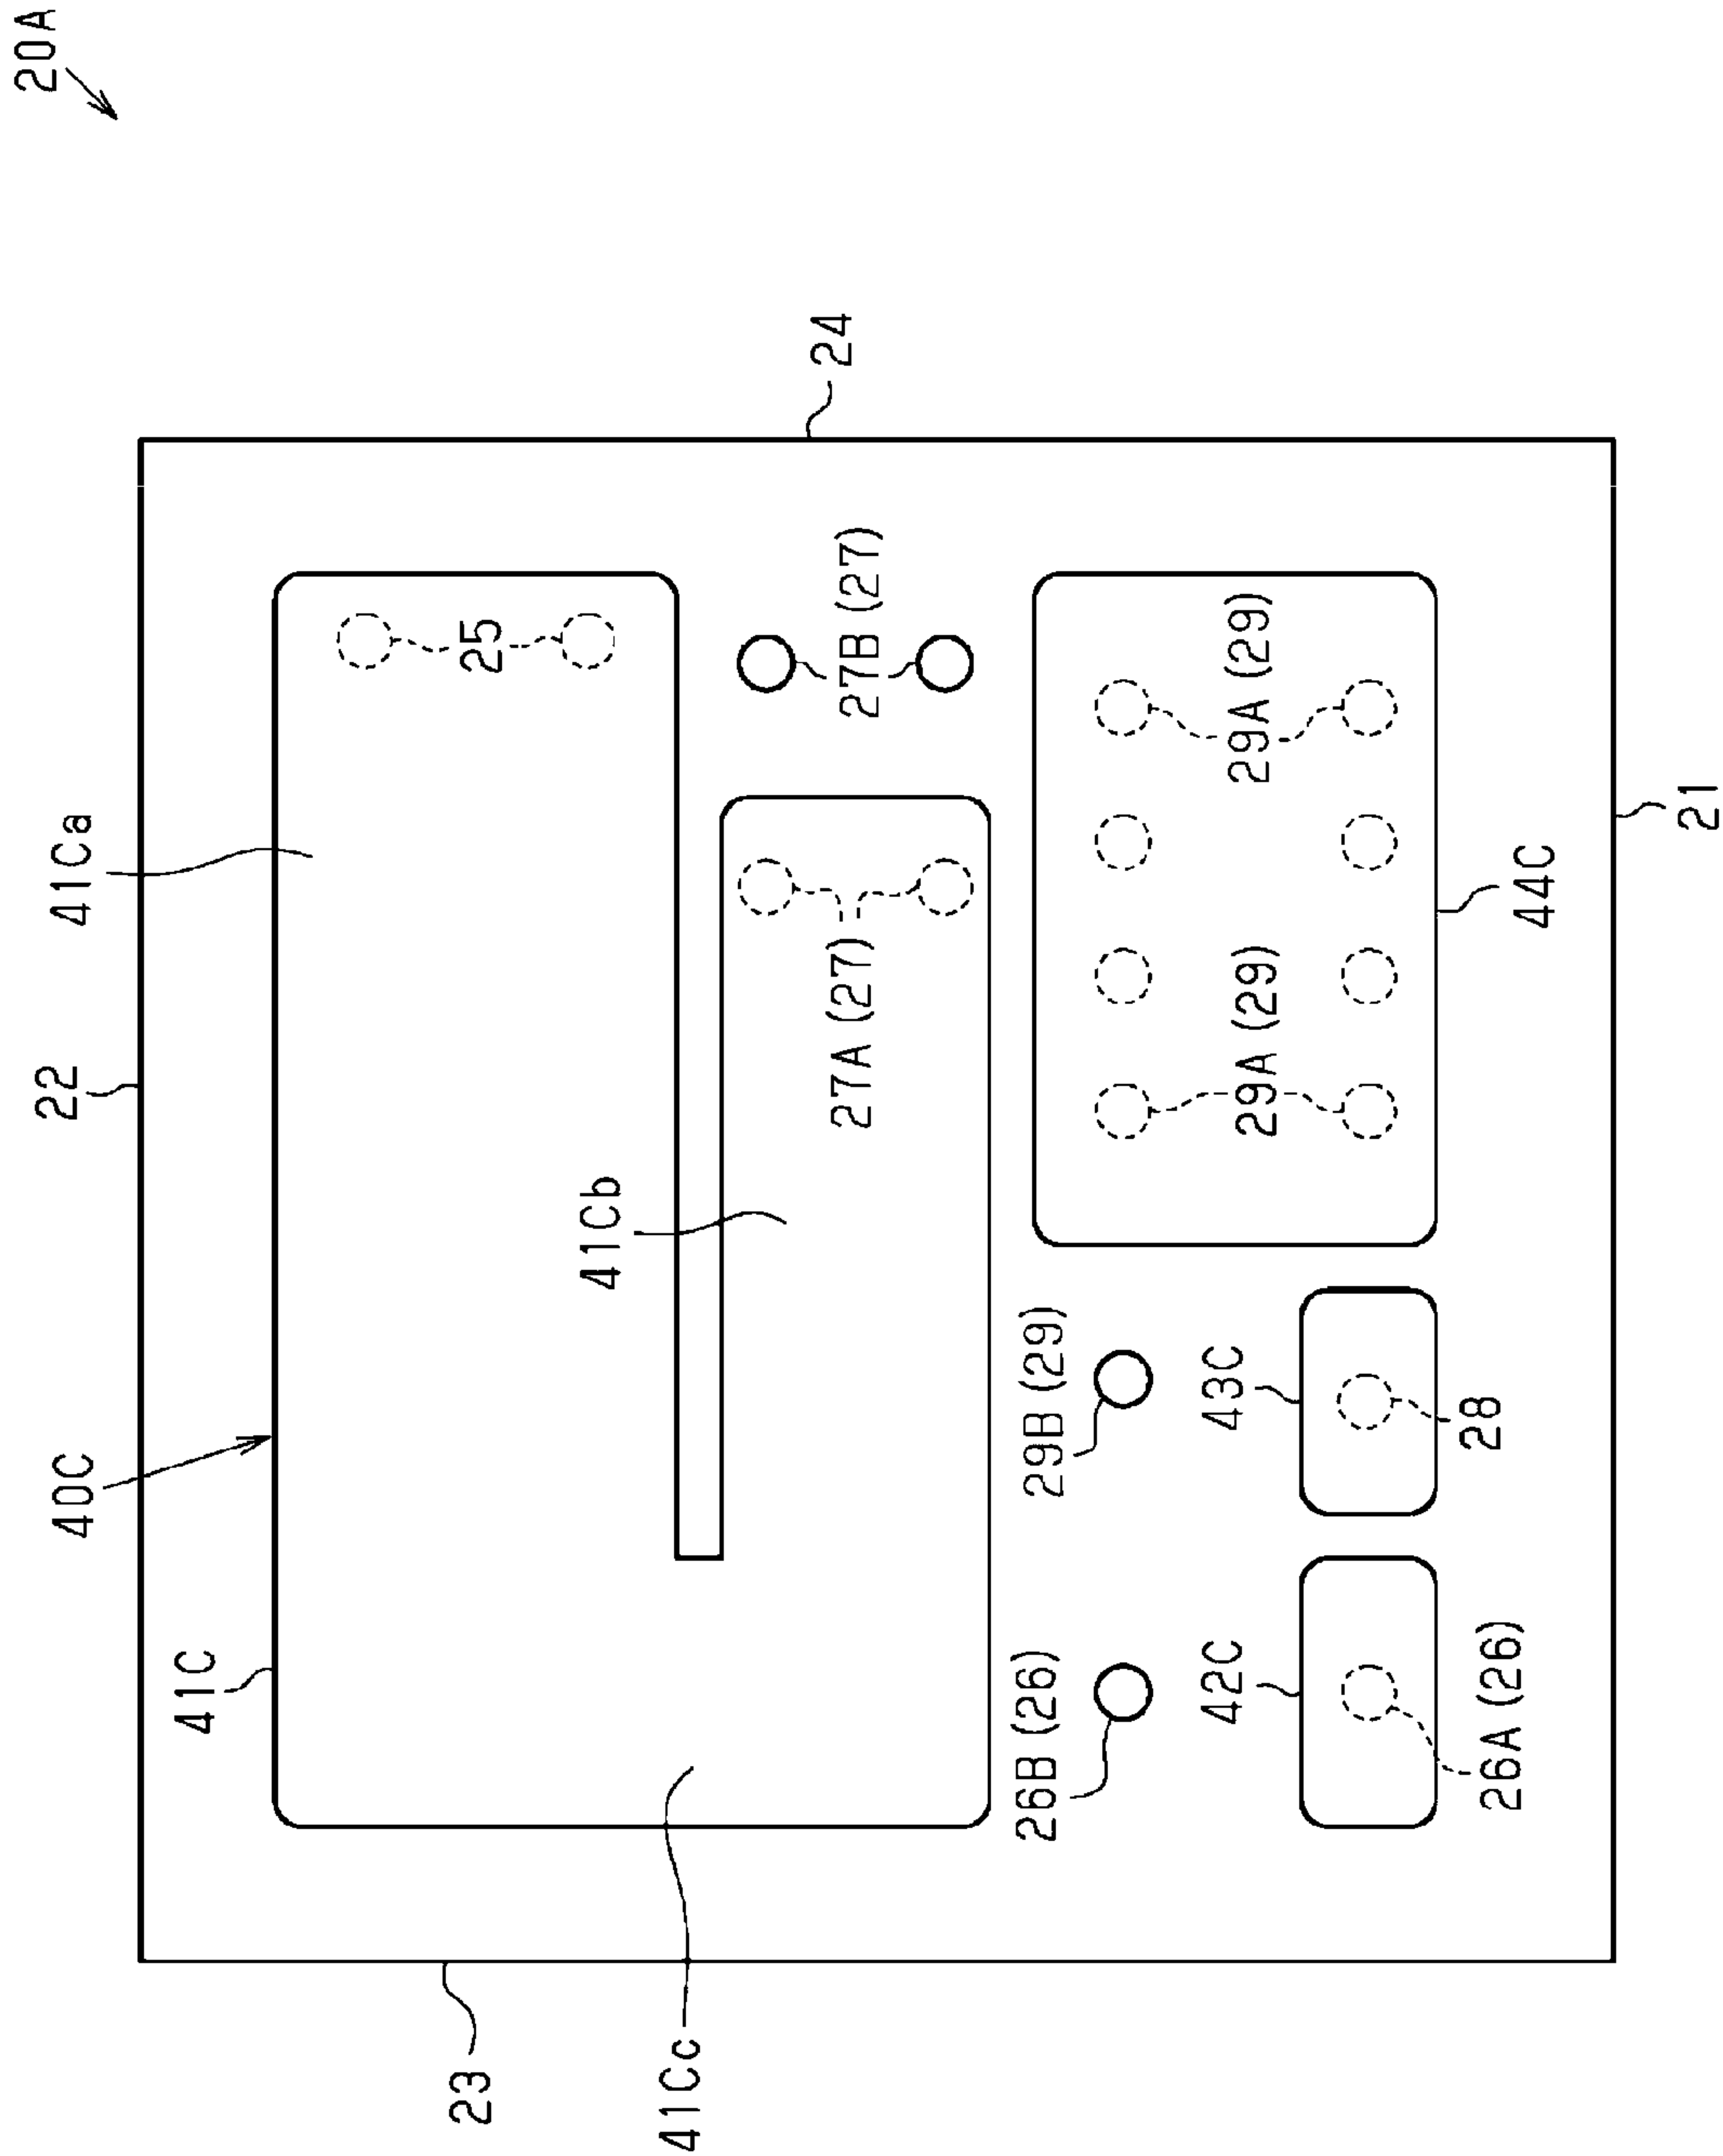 20A
22
41Ca
40C
41C
25
24
27B (27)
41Cb
27A (27)
29A (29)
29A (29)
29B (29)
26B (26)
43C
42C
28
26A (26)
44C
21
23
41Cc